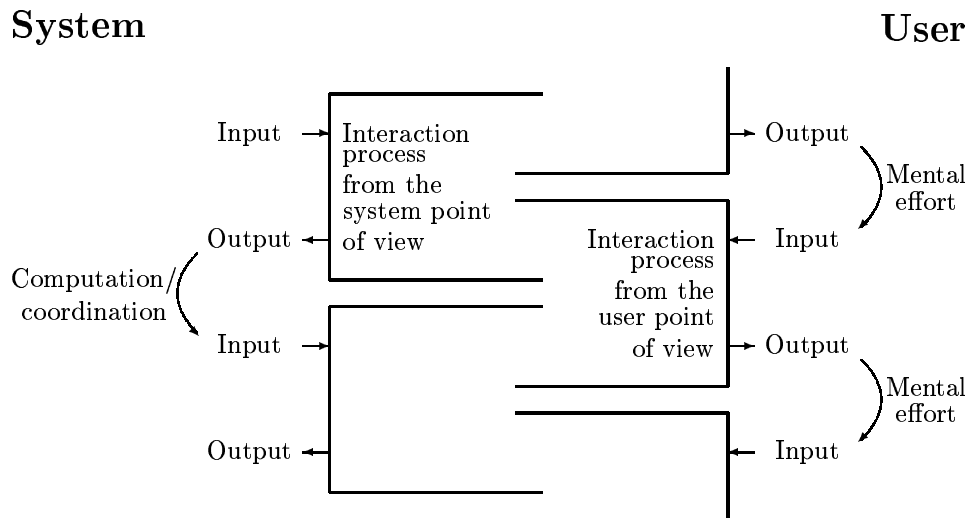 System
User
Input
Interaction
process
from the
system point
of view
Output
Mental
effort
Output
Interaction
process
from the
user point
of view
Input
Computation/
coordination
Input
Output
Mental
effort
Output
Input